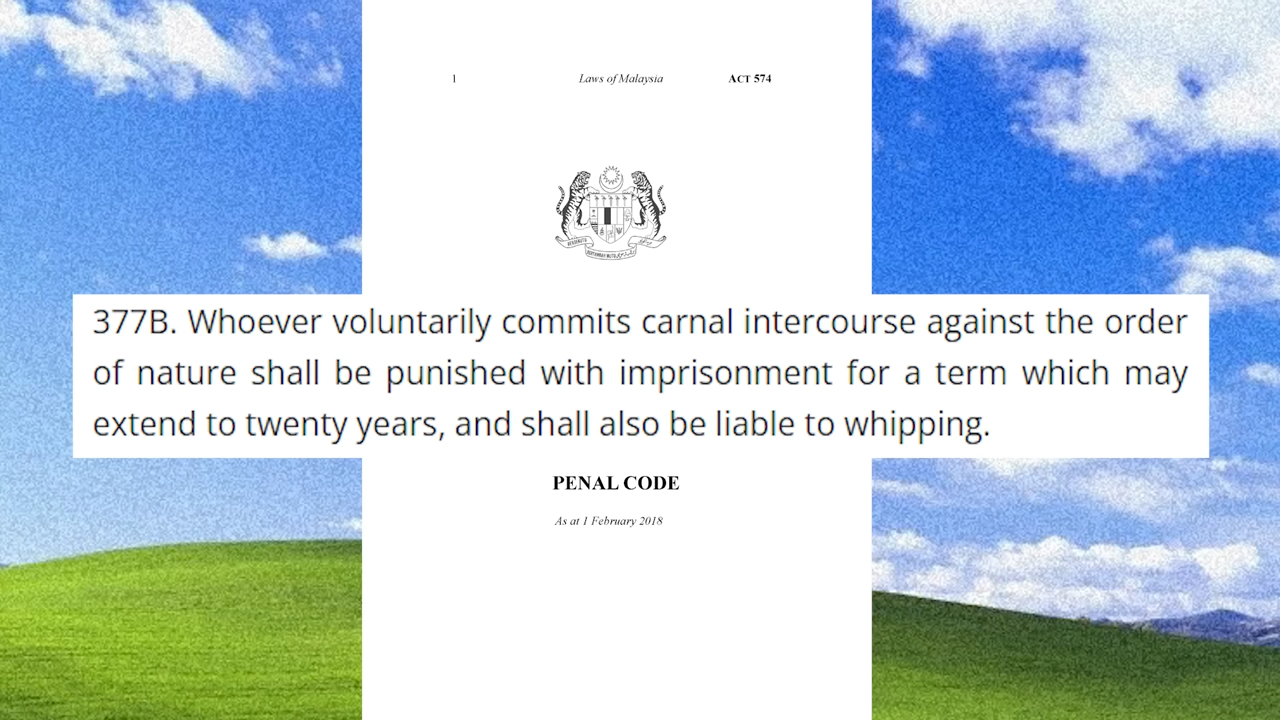 1 Laws of Malaysia ACT 574
377B. Whoever voluntarily commits carnal intercourse against the order
of nature shall be punished with imprisonment for a term which may
extend to twenty years, and shall also be liable to whipping.
PENAL CODE
As at 1 February 2018